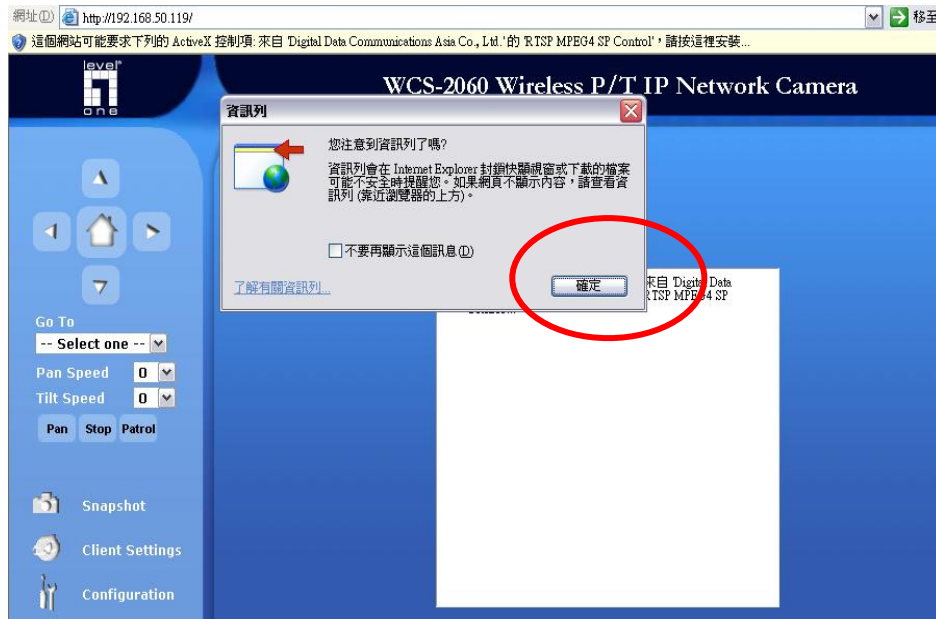 網址(D) http://192.168.50.119/ 移至
這個網站可能要求下列的 ActiveX 控制項: 來自 'Digital Data Communications Asia Co., Ltd.'的 'RTSP MPEG4 SP Control'，請按這裡安裝...
level one
WCS-2060 Wireless P/T IP Network Camera
資訊列
您注意到資訊列了嗎?
資訊列會在 Internet Explorer 封鎖快顯視窗或下載的檔案
可能不安全時提醒您。如果網頁不顯示內容，請查看資
訊列 (靠近瀏覽器的上方)。
不要再顯示這個訊息(D)
了解有關資訊列...
確定
來自 'Digital Data
RTSP MPEG4 SP
Go To
-- Select one --
Pan Speed 0
Tilt Speed 0
Pan Stop Patrol
Snapshot
Client Settings
Configuration